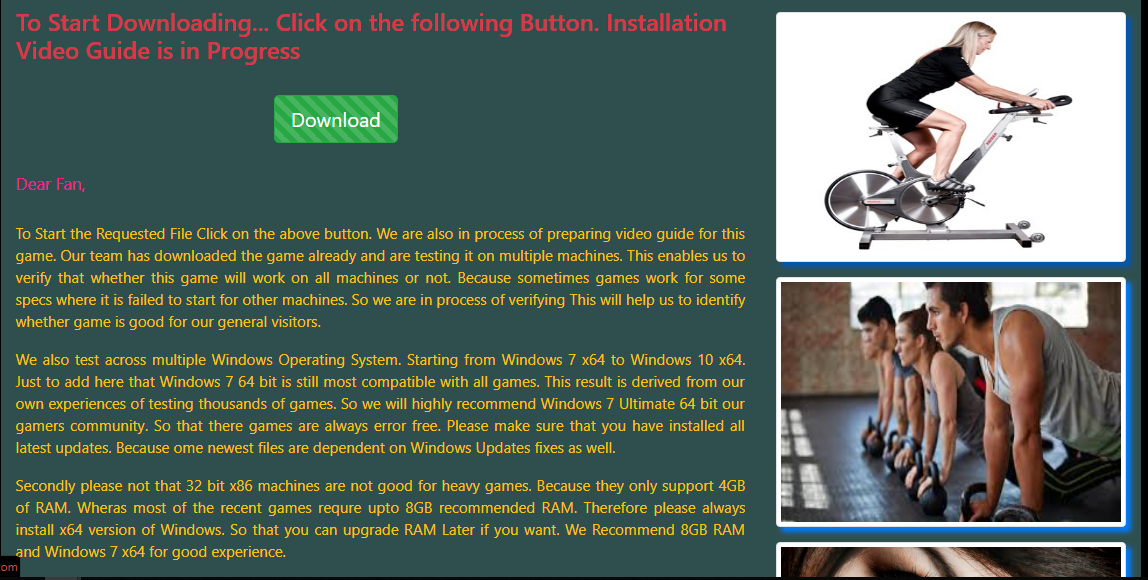 To Start Downloading... Click on the following Button. Installation
Video Guide is in Progress
Download
Dear Fan,
To Start the Requested File Click on the above button. We are also in process of preparing video guide for this
game. Our team has downloaded the game already and are testing it on multiple machines. This enables us to
verify that whether this game will work on all machines or not. Because sometimes games work for some
specs where it is failed to start for other machines. So we are in process of verifying This will help us to identify
whether game is good for our general visitors.
We also test across multiple Windows Operating System. Starting from Windows 7 x64 to Windows 10 x64.
Just to add here that Windows 7 64 bit is still most compatible with all games. This result is derived from our
own experiences of testing thousands of games. So we will highly recommend Windows 7 Ultimate 64 bit our
gamers community. So that there games are always error free. Please make sure that you have installed all
latest updates. Because ome newest files are dependent on Windows Updates fixes as well.
Secondly please not that 32 bit x86 machines are not good for heavy games. Because they only support 4GB
of RAM. Wheras most of the recent games requre upto 8GB recommended RAM. Therefore please always
install x64 version of Windows. So that you can upgrade RAM Later if you want. We Recommend 8GB RAM
and Windows 7 x64 for good experience.
om